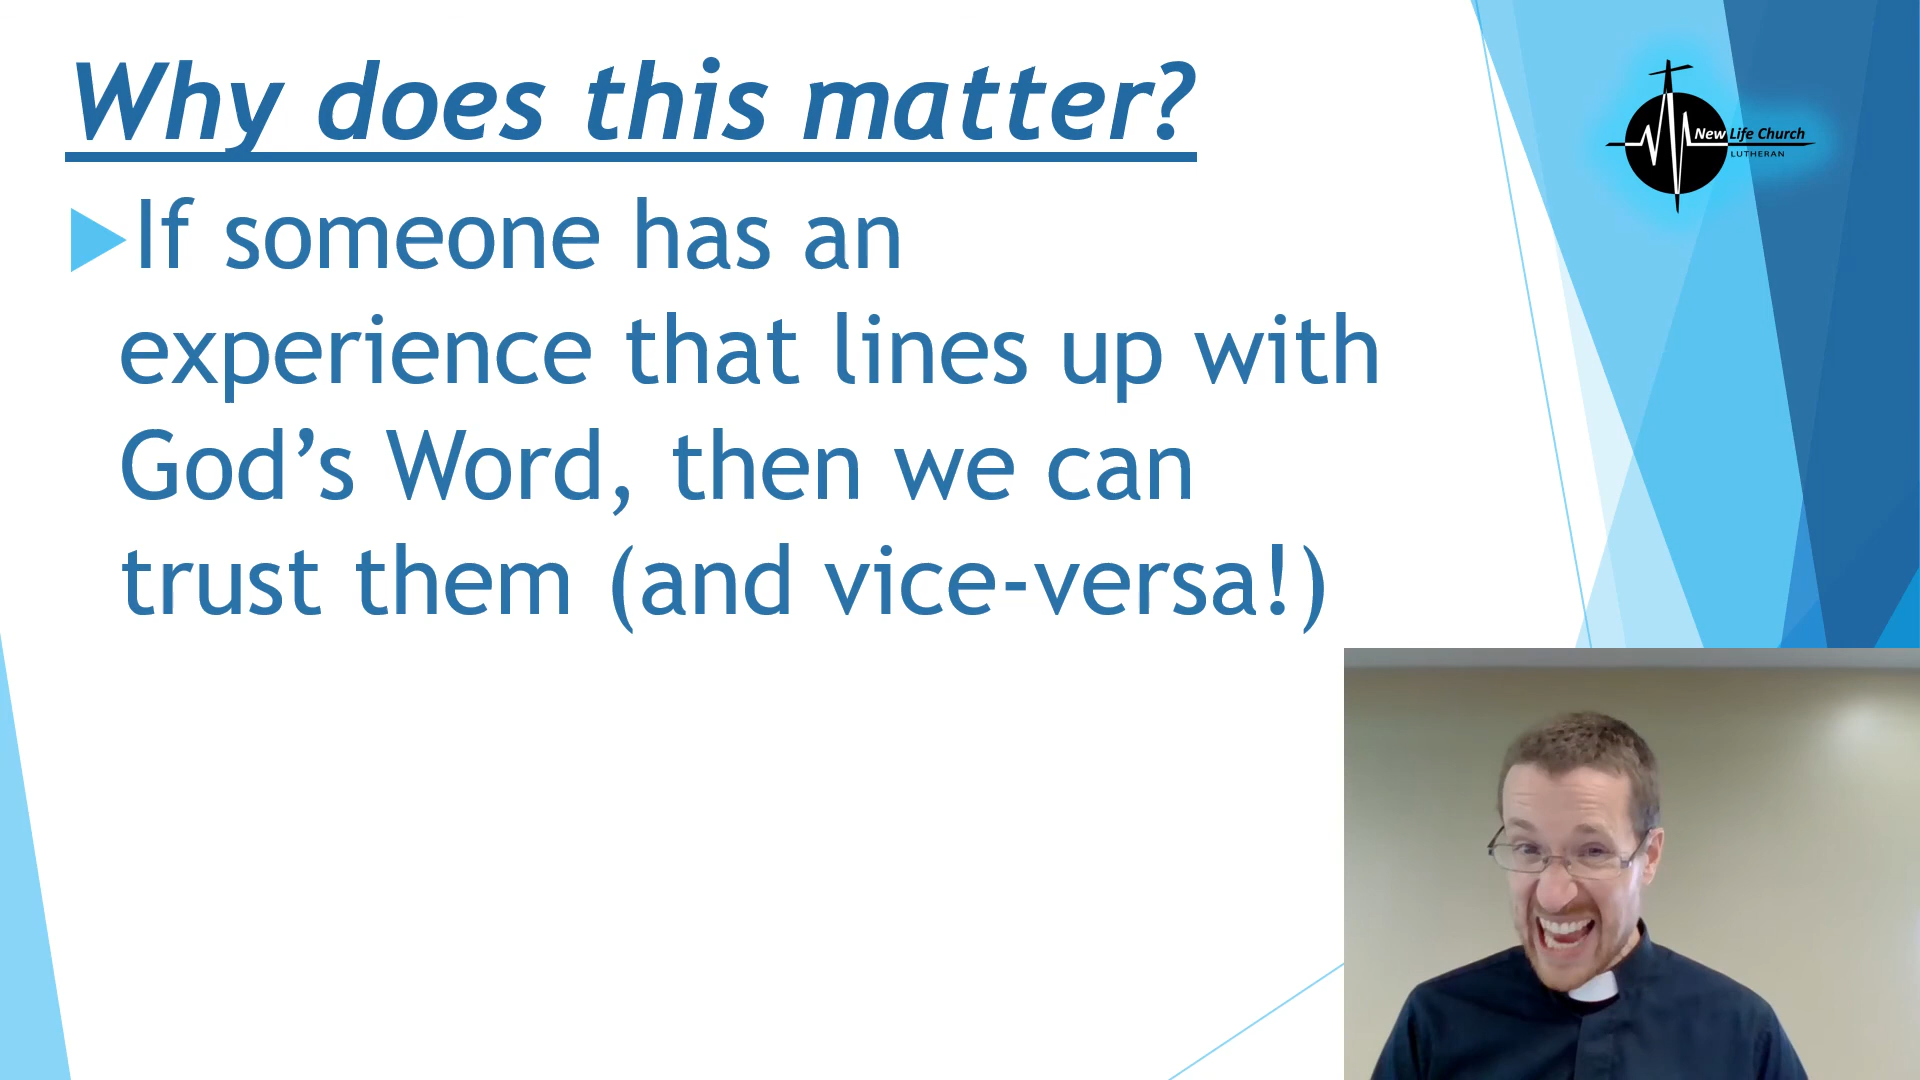 Why does this matter?
New Life Church
LUTHERAN
If someone has an
experience that lines up with
God’s Word, then we can
trust them (and vice-versa!)